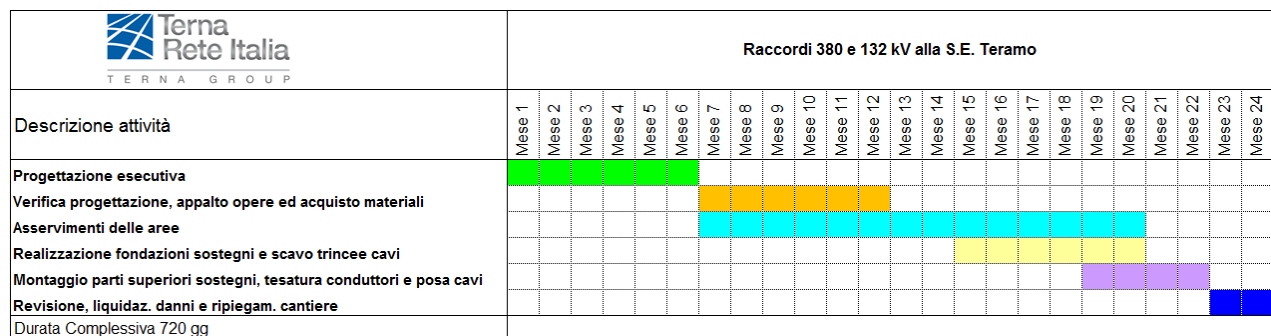 Terna
Rete Italia
TERNA GROUP
Raccordi 380 e 132 kV alla S.E. Teramo
Descrizione attività
Mese 1
Mese 2
Mese 3
Mese 4
Mese 5
Mese 6
Mese 7
Mese 8
Mese 9
Mese 10
Mese 11
Mese 12
Mese 13
Mese 14
Mese 15
Mese 16
Mese 17
Mese 18
Mese 19
Mese 20
Mese 21
Mese 22
Mese 23
Mese 24
Progettazione esecutiva
Verifica progettazione, appalto opere ed acquisto materiali
Asservimenti delle aree
Realizzazione fondazioni sostegni e scavo trincee cavi
Montaggio parti superiori sostegni, tesatura conduttori e posa cavi
Revisione, liquidaz. danni e ripiegam. cantiere
Durata Complessiva 720 gg